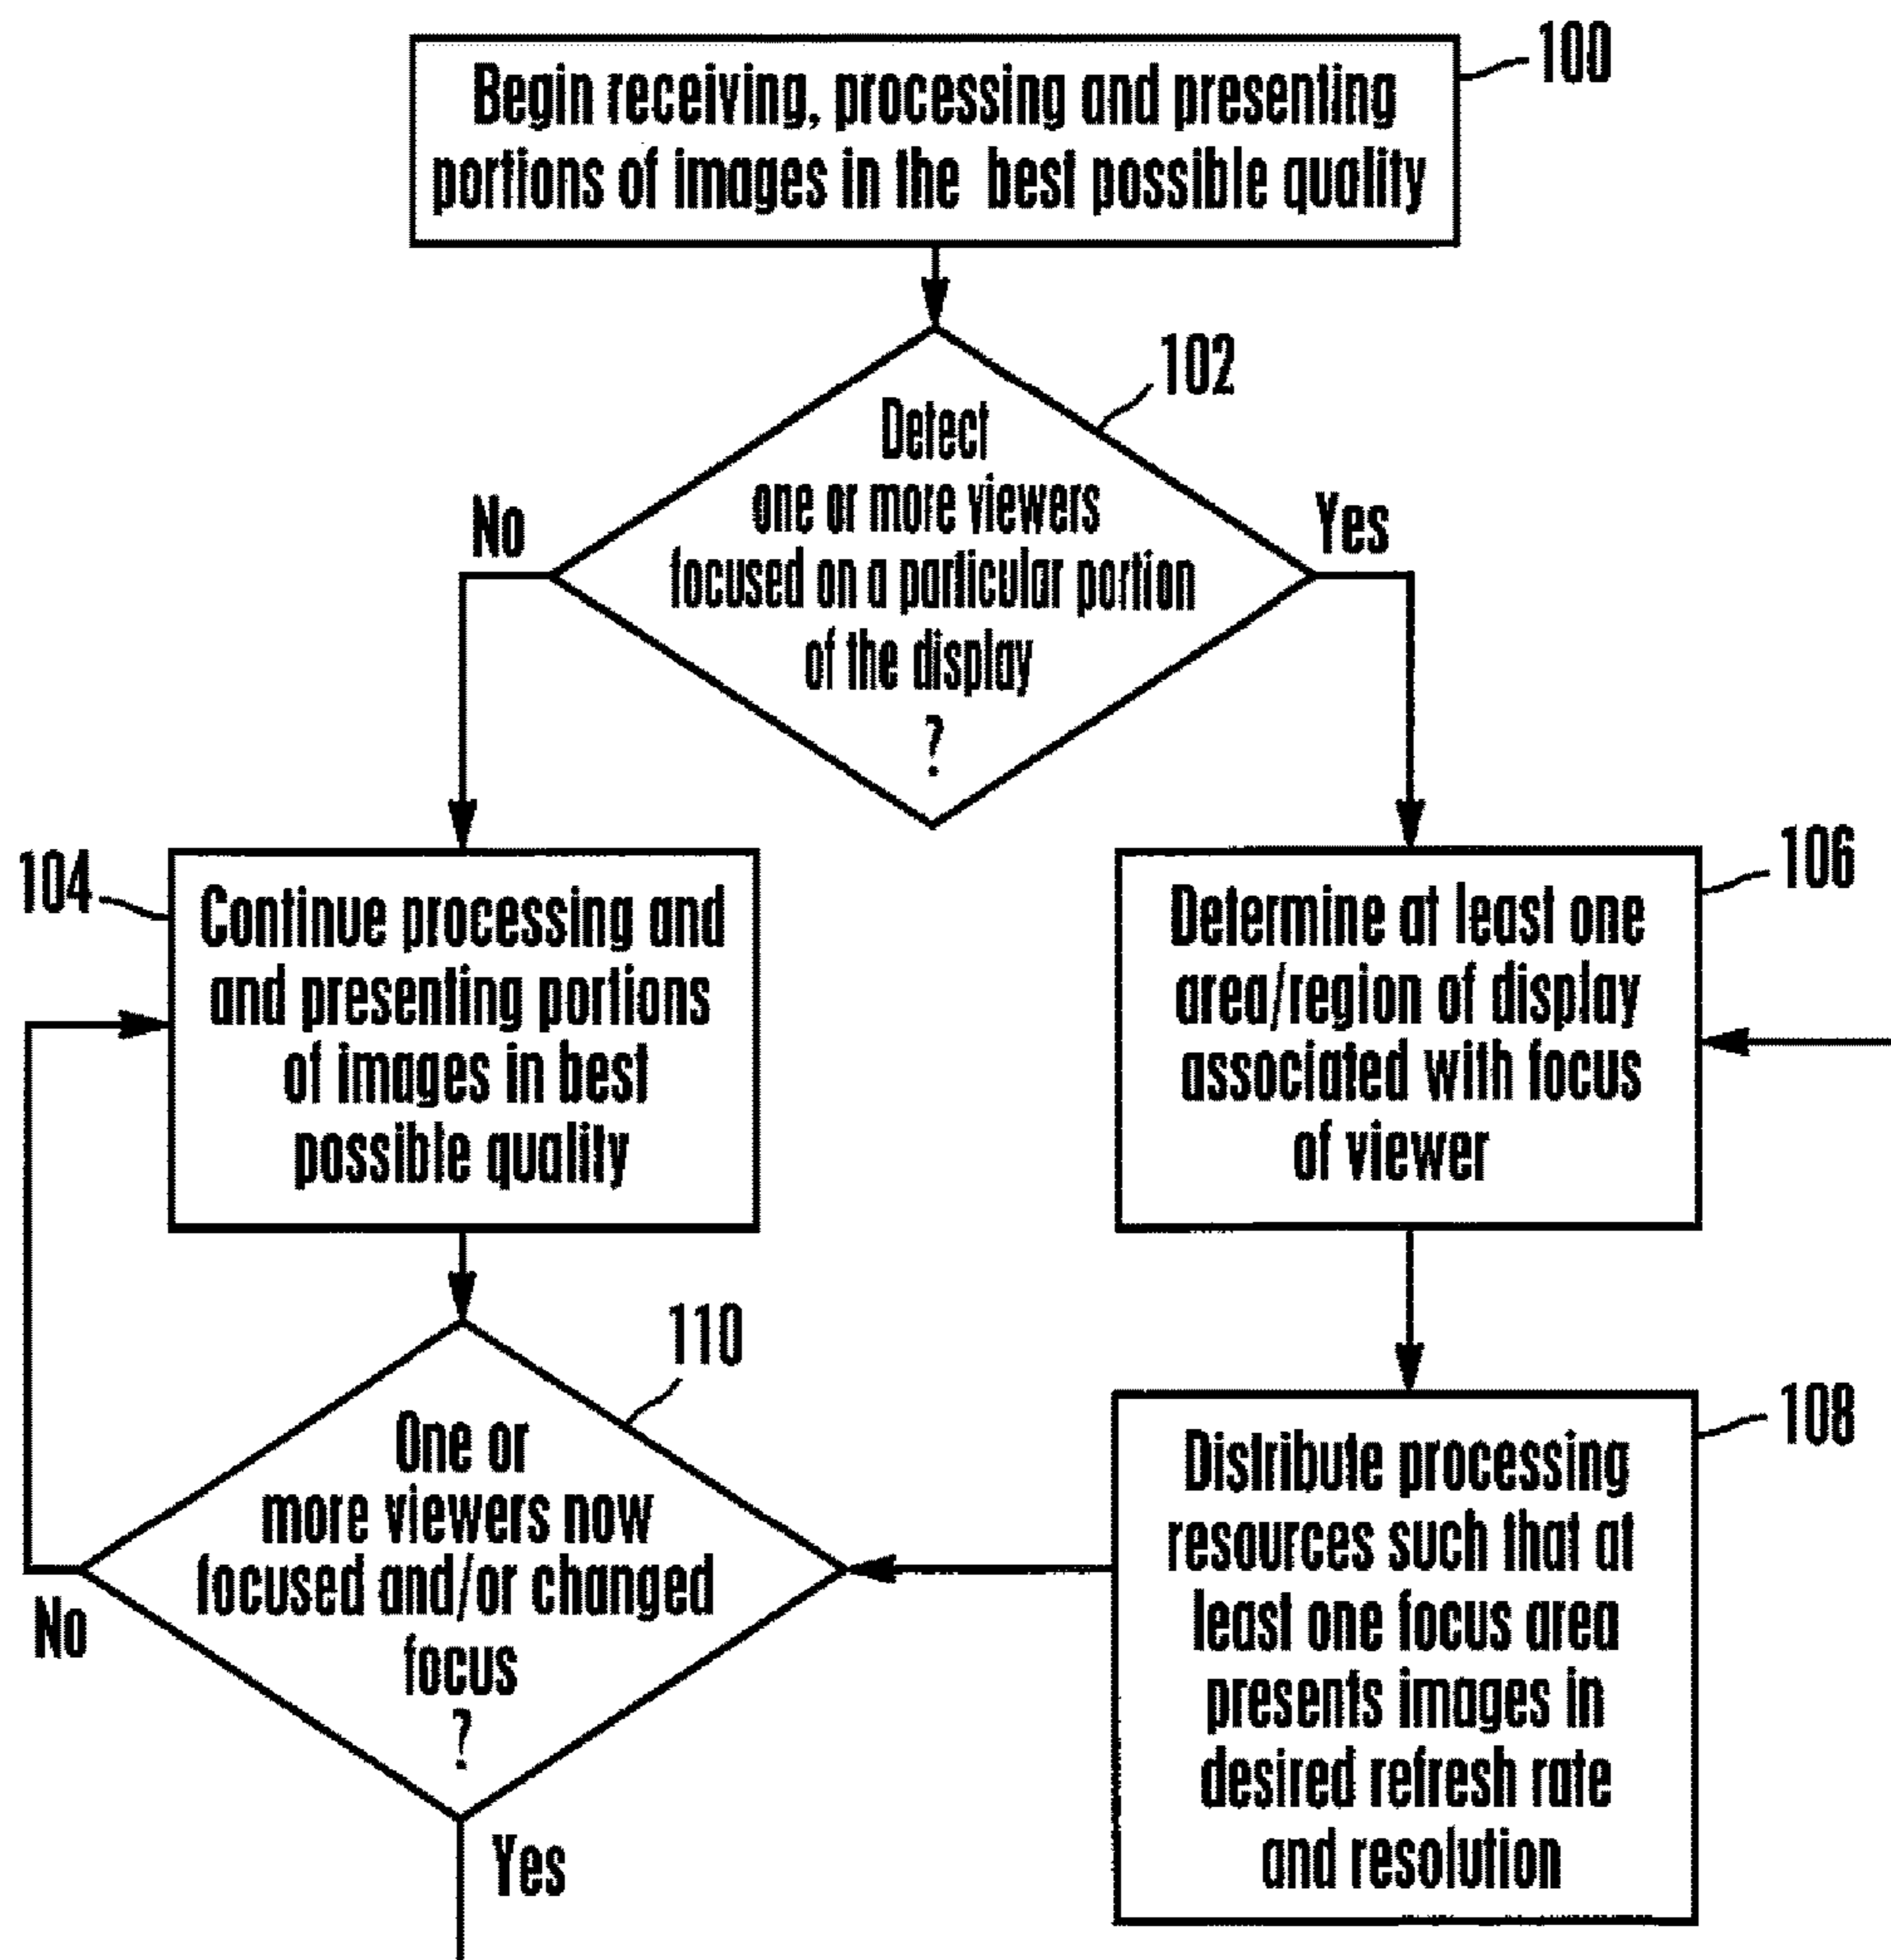 100
Begin receiving, processing and presenting
portions of images in the best possible quality
102
Detect
one or more viewers
focused on a particular portion
of the display
?
No
Yes
104
Continue processing and
and presenting portions
of images in best
possible quality
106
Determine at least one
area/region of display
associated with focus
of viewer
110
One or
more viewers now
focused and/or changed
focus
?
No
Yes
108
Distribute processing
resources such that at
least one focus area
presents images in
desired refresh rate
and resolution